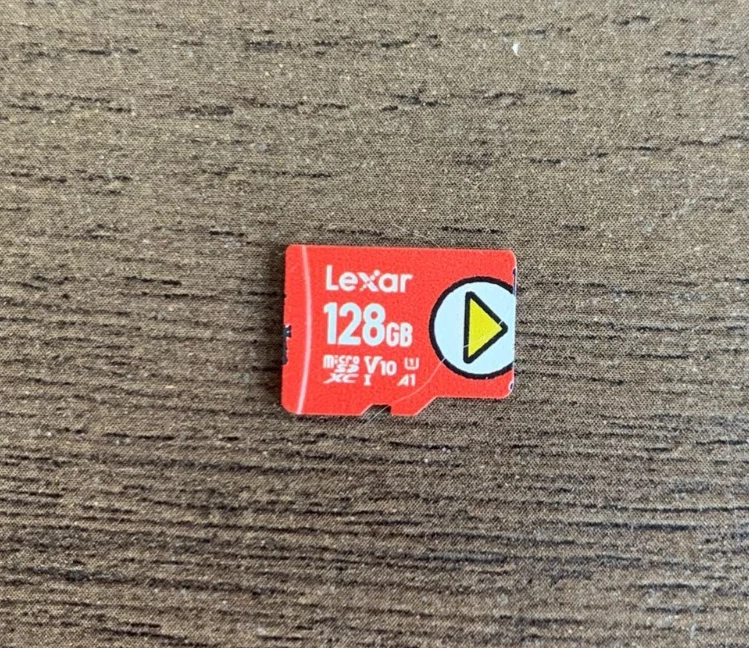 Lexar
128GB
micro SD XC I V10 U1 A1